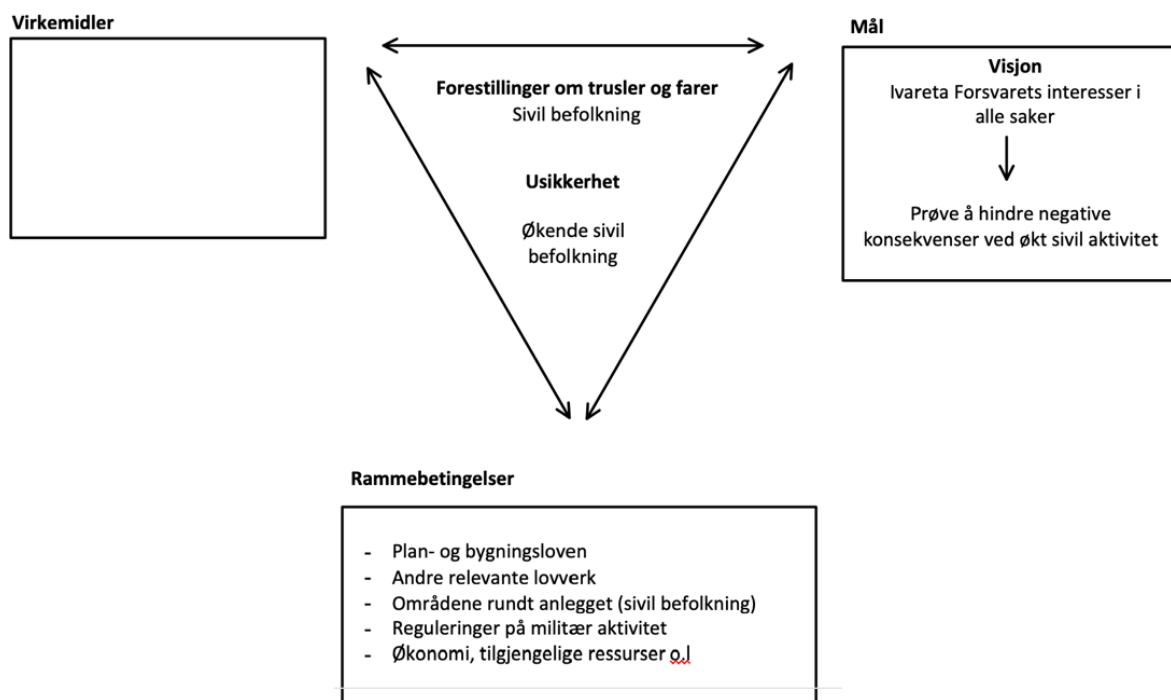 Virkemidler
Mål
Forestillinger om trusler og farer
Sivil befolkning
Usikkerhet
Økende sivil
befolkning
Visjon
Ivareta Forsvarets interesser i
alle saker
Prøve å hindre negative
konsekvenser ved økt sivil aktivitet
Rammebetingelser
- Plan- og bygningsloven
- Andre relevante lovverk
- Områdene rundt anlegget (sivil befolkning)
- Reguleringer på militær aktivitet
- Økonomi, tilgjengelige ressurser o.l